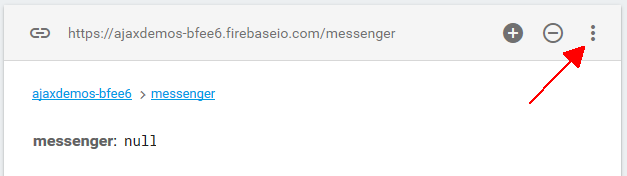 https://ajaxdemos-bfee6.firebaseio.com/messenger
ajaxdemos-bfee6 > messenger
messenger: null